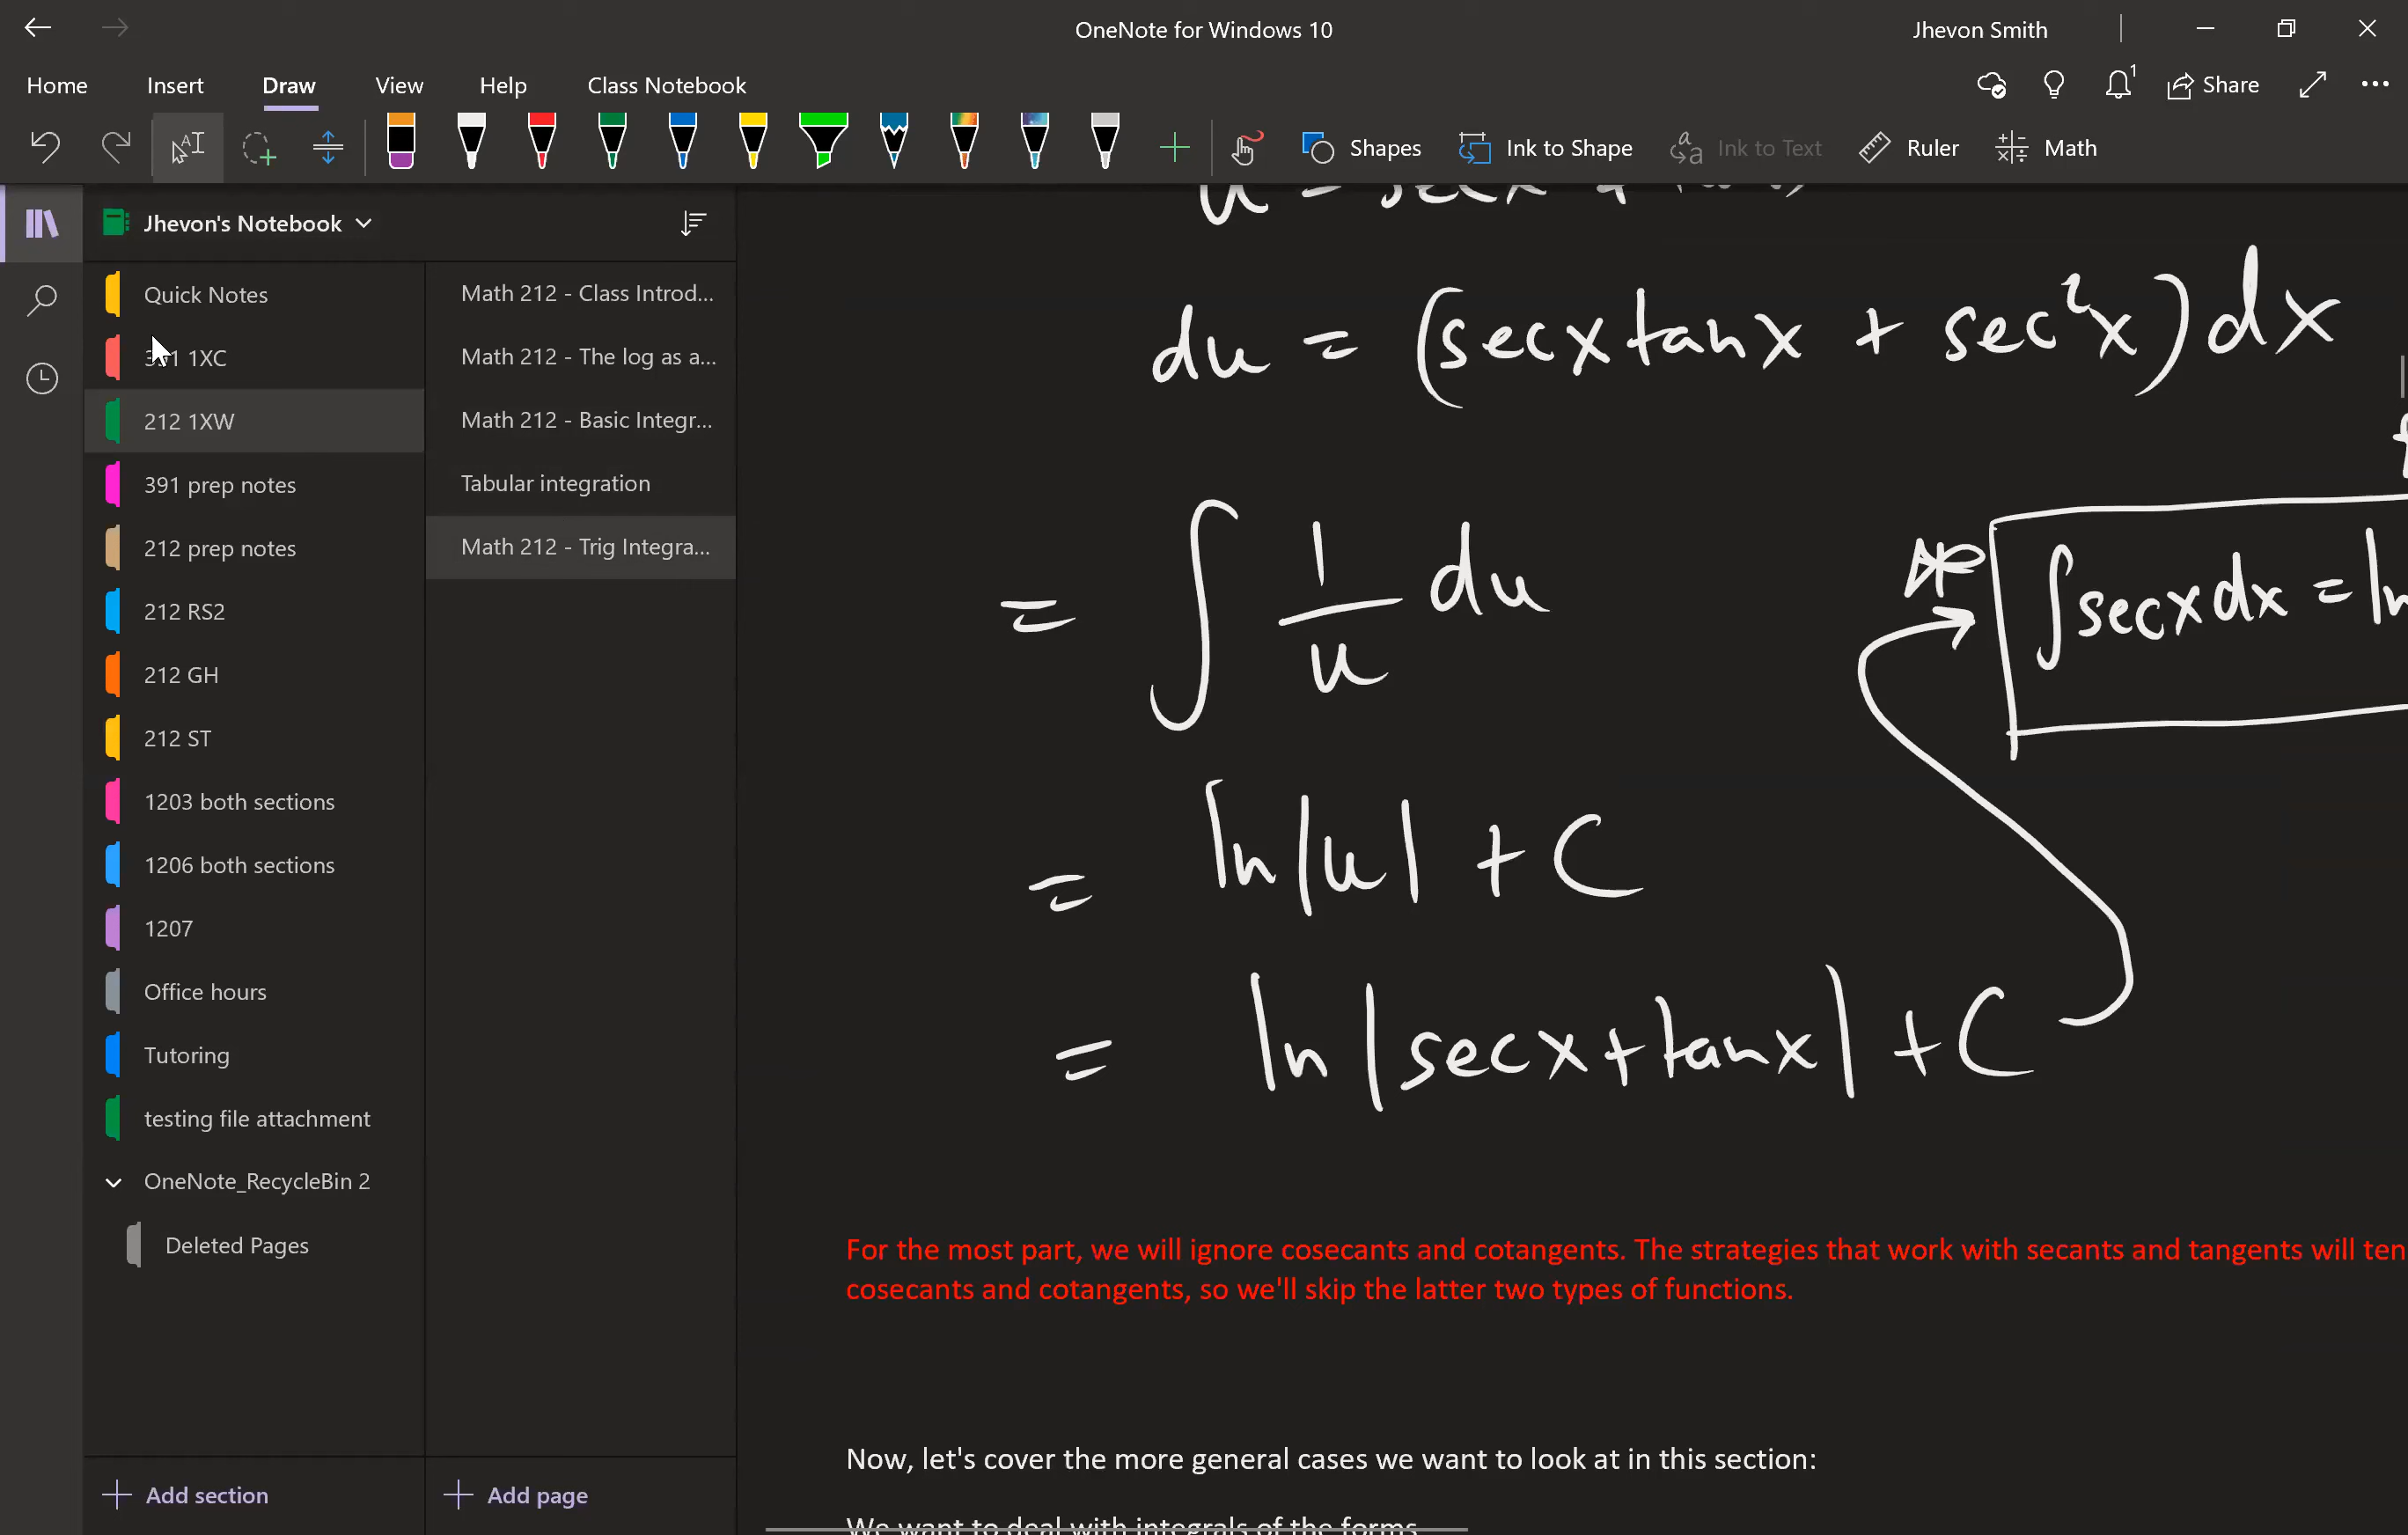 OneNote for Windows 10
Jhevon Smith
Home Insert Draw View Help Class Notebook
1 Share
Shapes Ink to Shape Ink to Text Ruler Math
Jhevon's Notebook
Quick Notes
1XC
212 1XW
391 prep notes
212 prep notes
212 RS2
212 GH
212 ST
1203 both sections
1206 both sections
1207
Office hours
Tutoring
testing file attachment
OneNote_RecycleBin 2
Deleted Pages
Add section
Math 212 - Class Introd...
Math 212 - The log as a...
Math 212 - Basic Integr...
Tabular integration
Math 212 - Trig Integra...
Add page
u = secx +
du = (secxtanx + sec²x)dx
= ∫ 1/u du
∫secxdx = ln
= ln|u| + C
= ln|secx+tanx| + C
For the most part, we will ignore cosecants and cotangents. The strategies that work with secants and tangents will
cosecants and cotangents, so we'll skip the latter two types of functions.
Now, let's cover the more general cases we want to look at in this section:
We want to deal with integrals of the forms